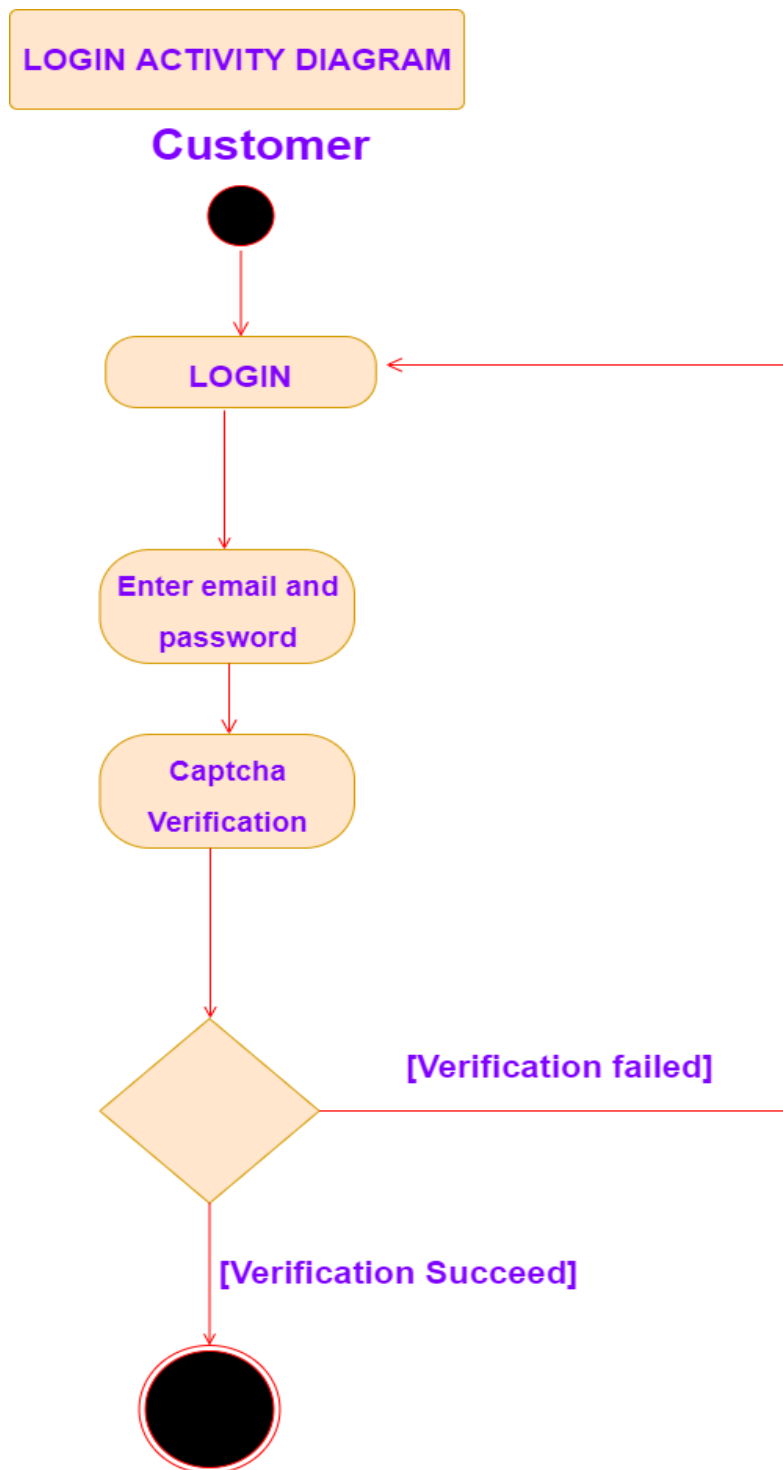 LOGIN ACTIVITY DIAGRAM
Customer
LOGIN
Enter email and
password
Captcha
Verification
[Verification failed]
[Verification Succeed]